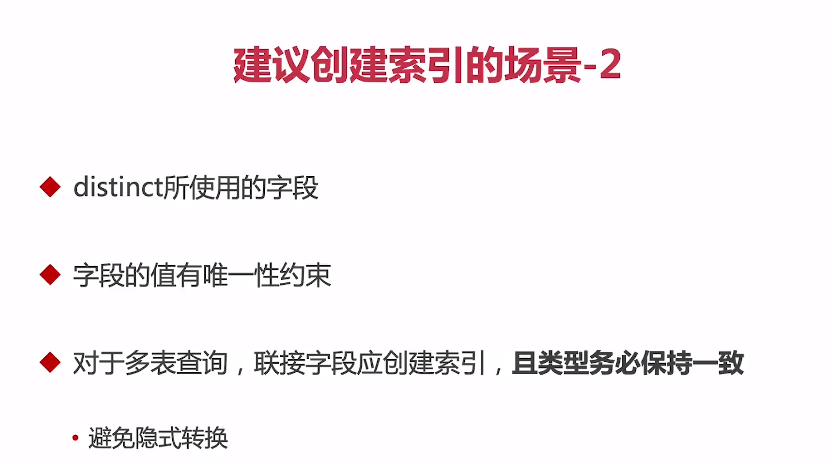 建议创建索引的场景-2
distinct所使用的字段
字段的值有唯一性约束
对于多表查询，联接字段应创建索引，且类型务必保持一致
避免隐式转换